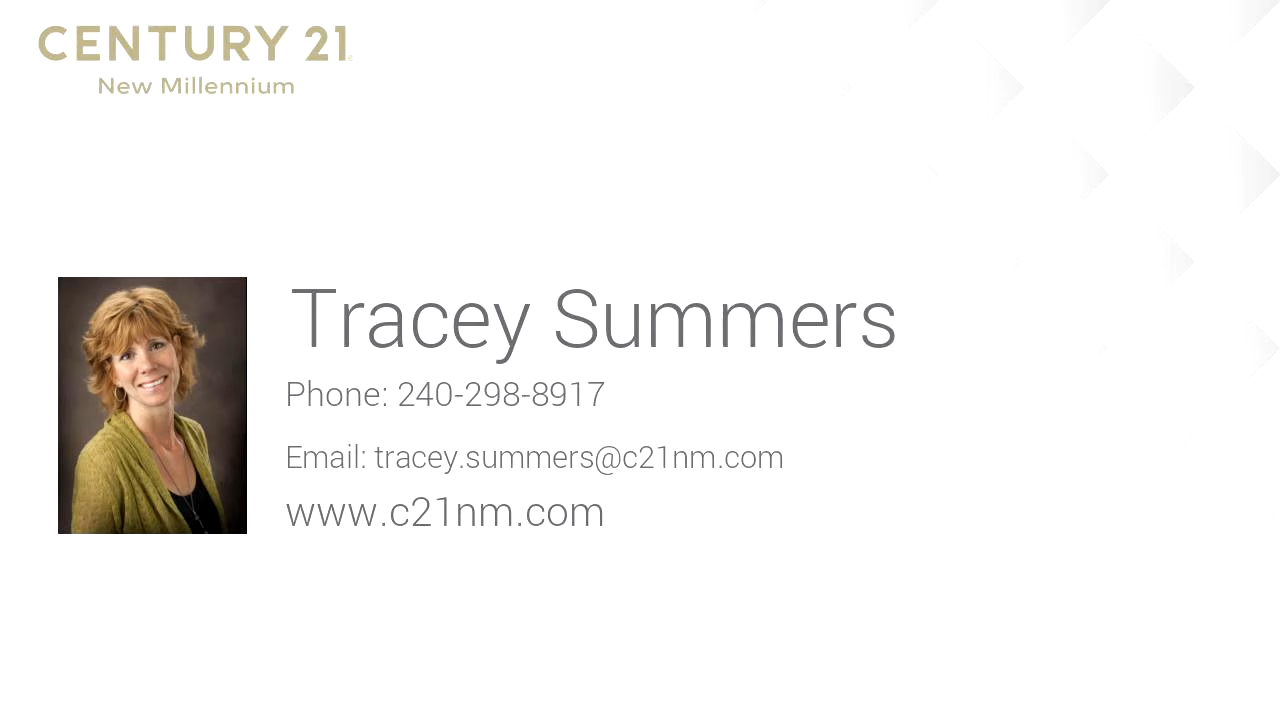 CENTURY 21
New Millennium
Tracey Summers
Phone: 240-298-8917
Email: tracey.summers@c21nm.com
www.c21nm.com